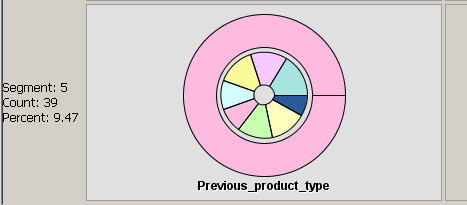 Segment: 5
Count: 39
Percent: 9.47
Previous_product_type